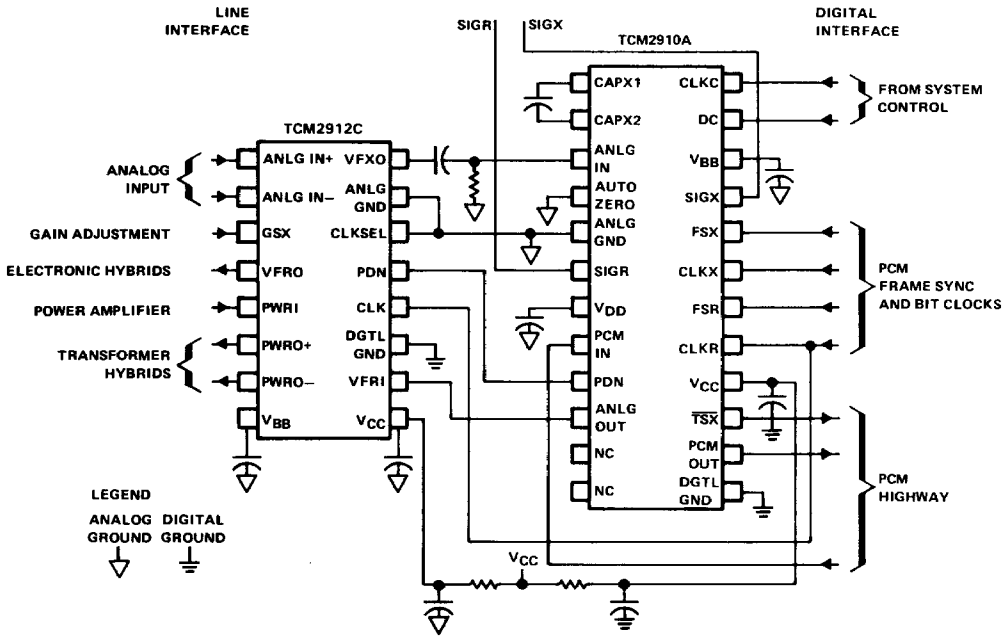 LINE
INTERFACE
SIGR
SIGX
DIGITAL
INTERFACE
TCM2910A
CAPX1
CAPX2
ANLG
IN
AUTO
ZERO
ANLG
GND
SIGR
VDD
PCM
IN
PDN
ANLG
OUT
NC
NC
CLKC
DC
VBB
SIGX
FSX
CLKX
FSR
CLKR
VCC
TSX
PCM
OUT
DGTL
GND
FROM SYSTEM
CONTROL
PCM
FRAME SYNC
AND BIT CLOCKS
PCM
HIGHWAY
TCM2912C
ANLG IN+
ANLG IN−
GSX
VFRO
PWRI
PWRO+
PWRO−
VBB
VFXO
ANLG
GND
CLKSEL
PDN
CLK
DGTL
GND
VFRI
VCC
ANALOG
INPUT
GAIN ADJUSTMENT
ELECTRONIC HYBRIDS
POWER AMPLIFIER
TRANSFORMER
HYBRIDS
LEGEND
ANALOG
GROUND
DIGITAL
GROUND
VCC